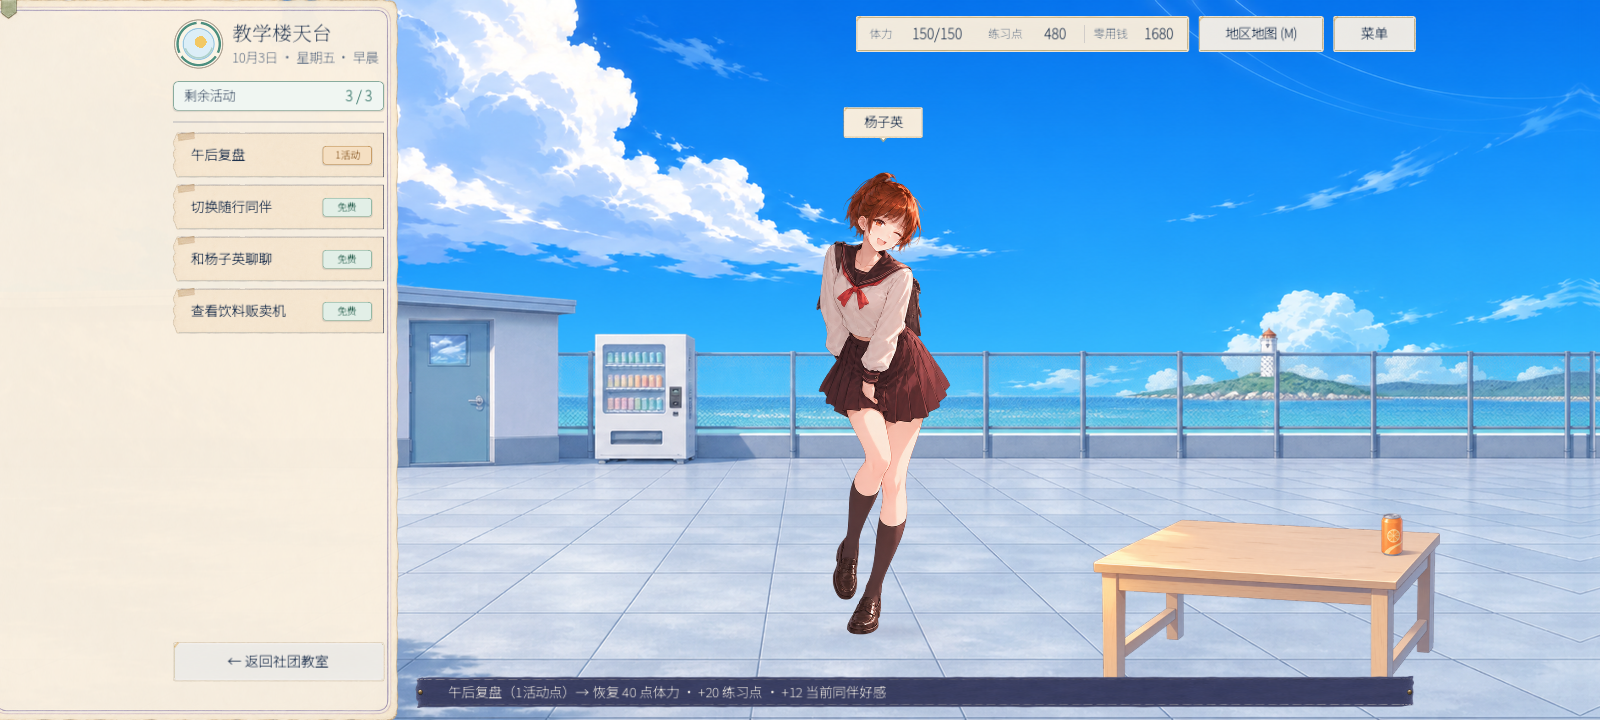 教学楼天台
10月3日 · 星期五 · 早晨
剩余活动 3 / 3
午后复盘 1活动
切换随行同伴 免费
和杨子英聊聊 免费
查看饮料贩卖机 免费
← 返回社团教室
体力 150/150 练习点 480 零用钱 1680
地区地图 (M)
菜单
杨子英
午后复盘（1活动点）→ 恢复 40 点体力 · +20 练习点 · +12 当前同伴好感